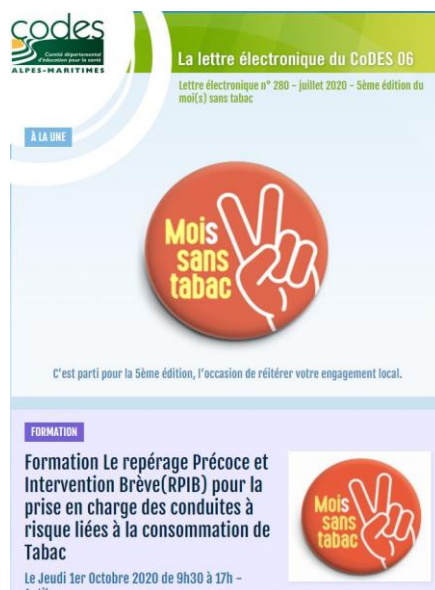 codes
Comité départemental
d'éducation pour la santé
ALPES-MARITIMES
La lettre électronique du CoDES 06
Lettre électronique n° 280 - juillet 2020 - 5ème édition du
moi(s) sans tabac
À LA UNE
Mois
sans
tabac
C'est parti pour la 5ème édition, l'occasion de réitérer votre engagement local.
FORMATION
Formation Le repérage Précoce et
Intervention Brève(RPIB) pour la
prise en charge des conduites à
risque liées à la consommation de
Tabac
Le Jeudi 1er Octobre 2020 de 9h30 à 17h -
Mois
sans
tabac